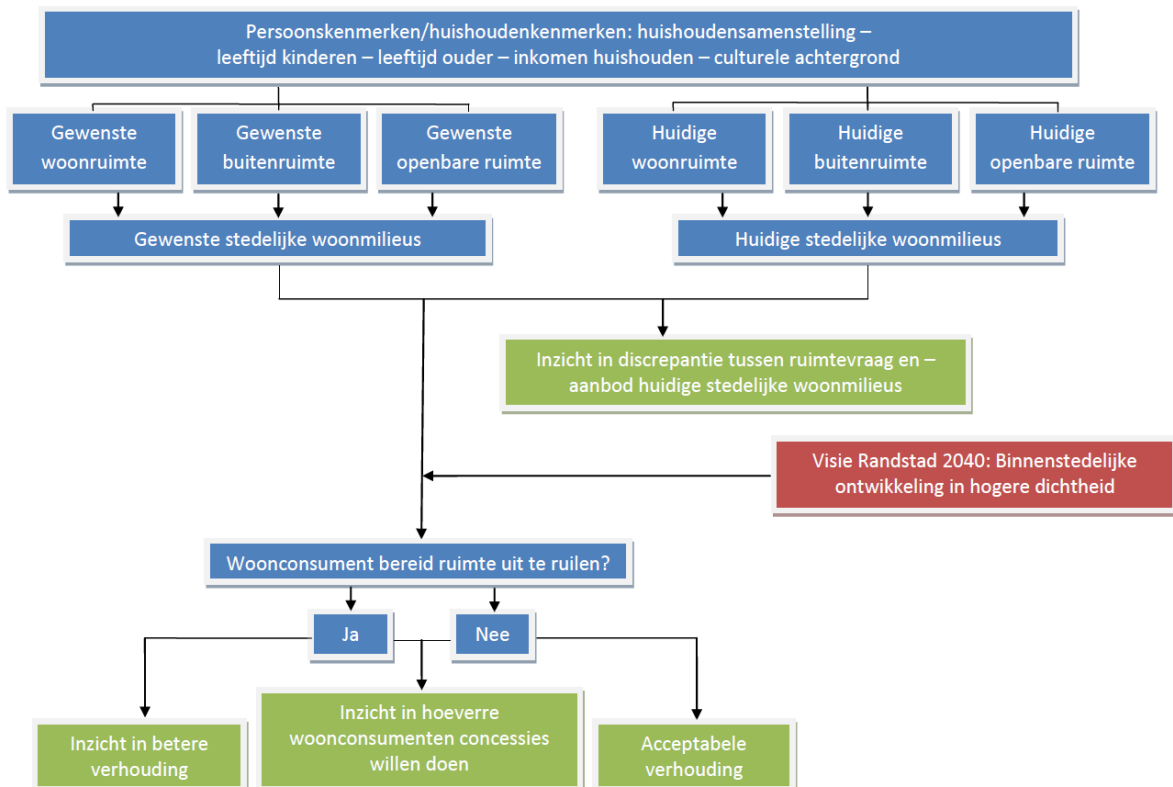 Persoonskenmerken/huishoudenkenmerken: huishoudensamenstelling –
leeftijd kinderen – leeftijd ouder – inkomen huishouden – culturele achtergrond
Gewenste
woonruimte
Gewenste
buitenruimte
Gewenste
openbare ruimte
Huidige
woonruimte
Huidige
buitenruimte
Huidige
openbare ruimte
Gewenste stedelijke woonmilieus
Huidige stedelijke woonmilieus
Inzicht in discrepantie tussen ruimtevraag en –
aanbod huidige stedelijke woonmilieus
Visie Randstad 2040: Binnenstedelijke
ontwikkeling in hogere dichtheid
Woonconsument bereid ruimte uit te ruilen?
Ja
Nee
Inzicht in betere
verhouding
Inzicht in hoeverre
woonconsumenten concessies
willen doen
Acceptabele
verhouding